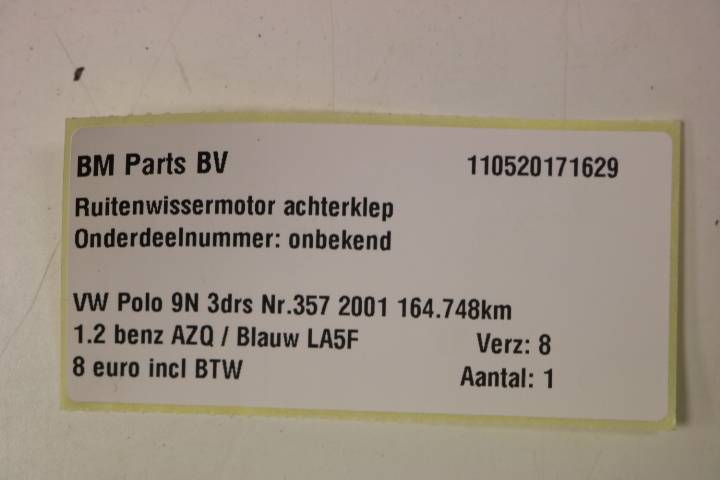 BM Parts BV 110520171629
Ruitenwissermotor achterklep
Onderdeelnummer: onbekend
VW Polo 9N 3drs Nr.357 2001 164.748km
1.2 benz AZQ / Blauw LA5F Verz: 8
8 euro incl BTW Aantal: 1